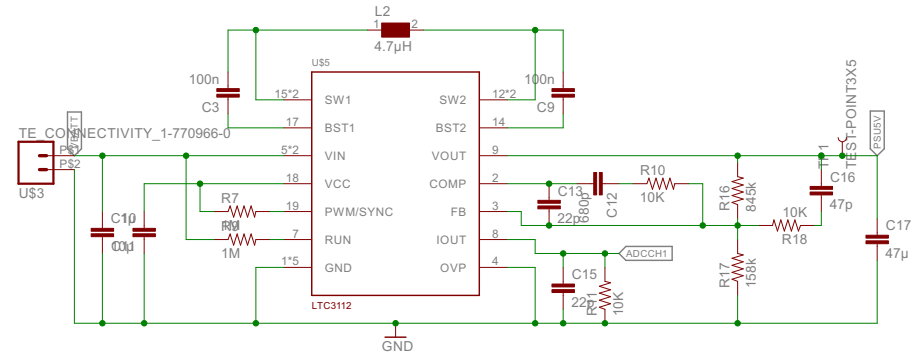 L2
1
2
4.7µH
U$5
100n
C3
100n
C9
15*2
SW1
SW2
12*2
17
BST1
BST2
14
TE_CONNECTIVITY_1-770966-0
P$1
P$2
U$3
5*2
VIN
VOUT
9
18
VCC
COMP
2
19
PWM/SYNC
FB
3
7
RUN
IOUT
8
1*5
GND
OVP
4
LTC3112
R7
1M
C10
C13
22p
680p
C12
R10
10K
R16
845k
10K
R18
R17
158k
C16
47p
TP1
TEST-POINT3X5
PSU5V
C17
47µ
ADCCH1
C15
22p
10K
GND